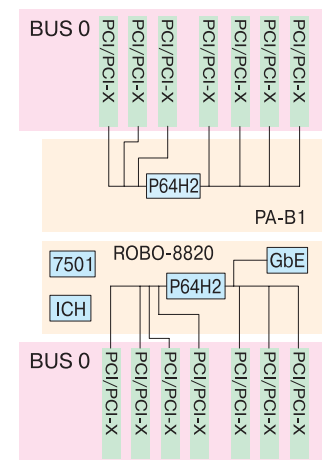 BUS 0
PCI/PCI-X
PCI/PCI-X
PCI/PCI-X
PCI/PCI-X
PCI/PCI-X
PCI/PCI-X
PCI/PCI-X
P64H2
PA-B1
7501
ROBO-8820
GbE
P64H2
ICH
BUS 0
PCI/PCI-X
PCI/PCI-X
PCI/PCI-X
PCI/PCI-X
PCI/PCI-X
PCI/PCI-X
PCI/PCI-X